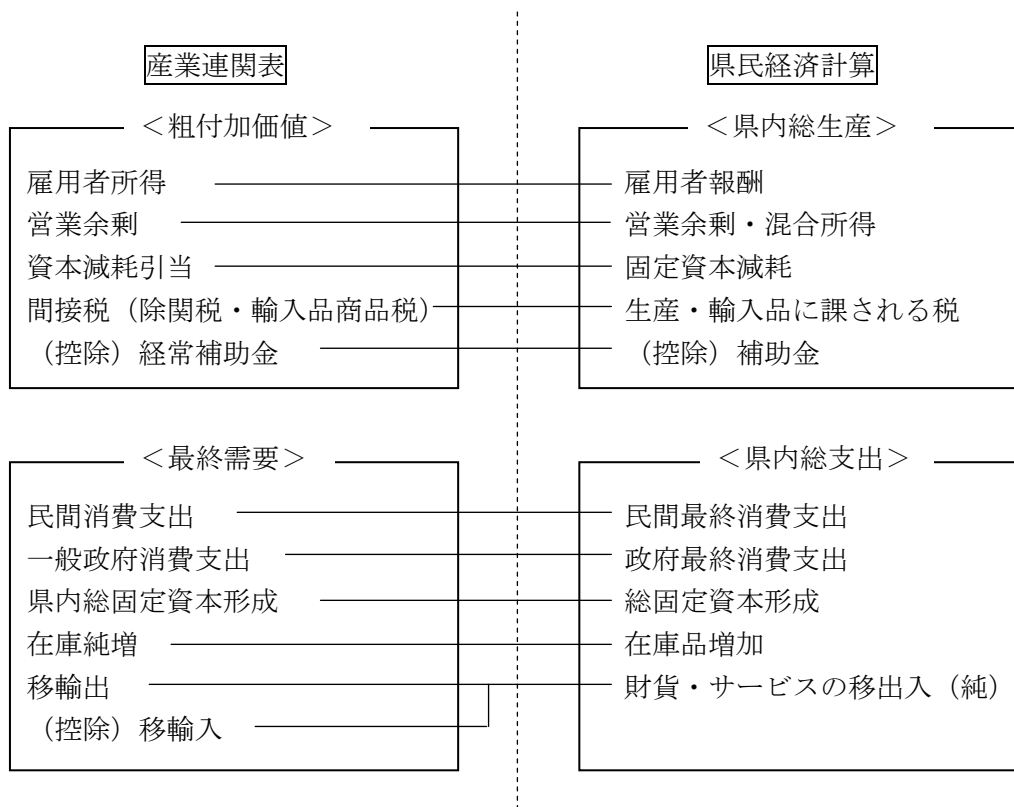 産業連関表
県民経済計算
＜粗付加価値＞
雇用者所得
営業余剰
資本減耗引当
間接税（除関税・輸入品商品税）
（控除）経常補助金
＜県内総生産＞
雇用者報酬
営業余剰・混合所得
固定資本減耗
生産・輸入品に課される税
（控除）補助金
＜最終需要＞
民間消費支出
一般政府消費支出
県内総固定資本形成
在庫純増
移輸出
（控除）移輸入
＜県内総支出＞
民間最終消費支出
政府最終消費支出
総固定資本形成
在庫品増加
財貨・サービスの移出入（純）